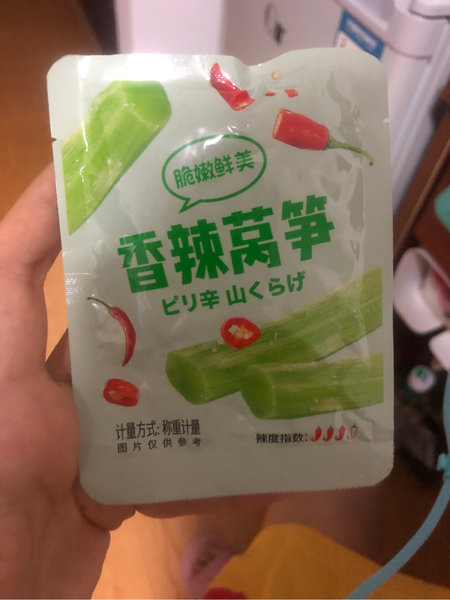 脆嫩鲜美
香辣莴笋
ピリ辛 山くらげ
计量方式: 称重计量
图片仅供参考
辣度指数: